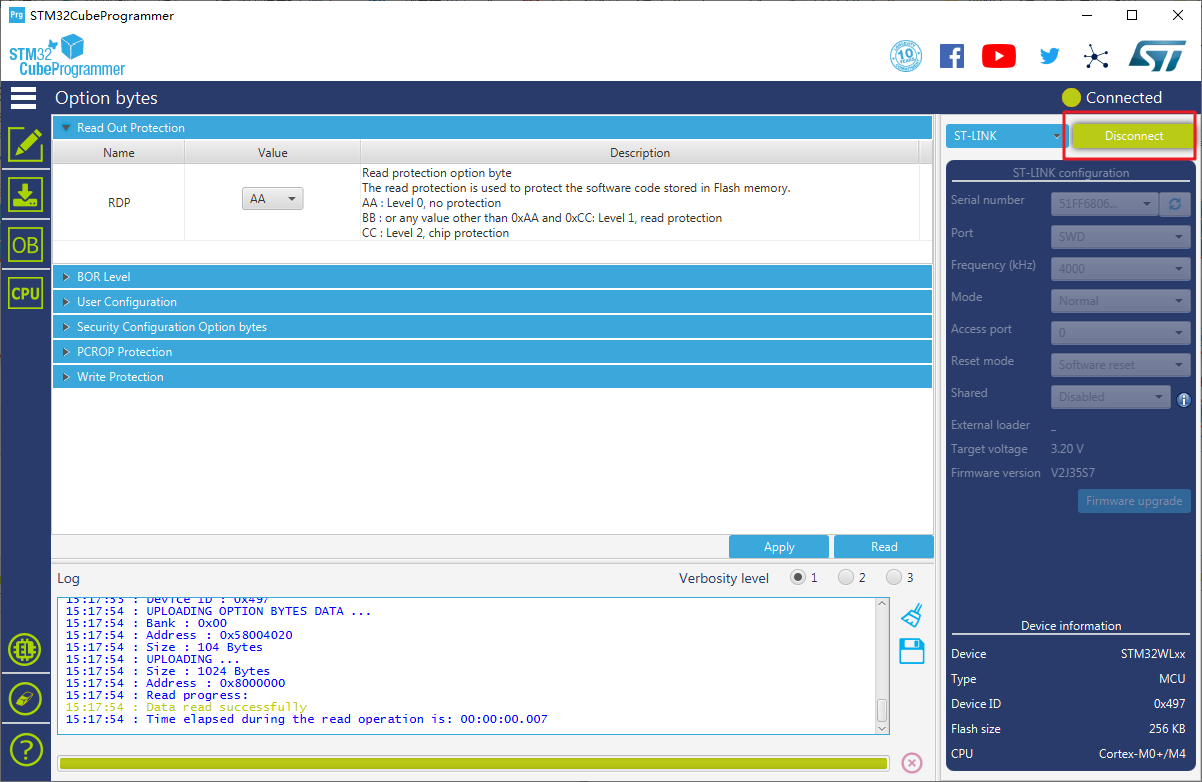 Prg STM32CubeProgrammer
STM32
CubeProgrammer
10
YEARS
ST
Option bytes
Connected
Read Out Protection
Name Value Description
RDP
AA
Read protection option byte
The read protection is used to protect the software code stored in Flash memory.
AA : Level 0, no protection
BB : or any value other than 0xAA and 0xCC: Level 1, read protection
CC : Level 2, chip protection
BOR Level
User Configuration
Security Configuration Option bytes
PCROP Protection
Write Protection
Apply Read
OB
CPU
Log
Verbosity level 1 2 3
15:17:53 : Device ID : 0x497
15:17:54 : UPLOADING OPTION BYTES DATA ...
15:17:54 : Bank : 0x00
15:17:54 : Address : 0x58004020
15:17:54 : Size : 104 Bytes
15:17:54 : UPLOADING ...
15:17:54 : Size : 1024 Bytes
15:17:54 : Address : 0x8000000
15:17:54 : Read progress:
15:17:54 : Data read successfully
15:17:54 : Time elapsed during the read operation is: 00:00:00.007
ST-LINK Disconnect
ST-LINK configuration
Serial number 51FF6806...
Port SWD
Frequency (kHz) 4000
Mode Normal
Access port 0
Reset mode Software reset
Shared Disabled
External loader _
Target voltage 3.20 V
Firmware version V2J35S7
Firmware upgrade
Device information
Device STM32WLxx
Type MCU
Device ID 0x497
Flash size 256 KB
CPU Cortex-M0+/M4